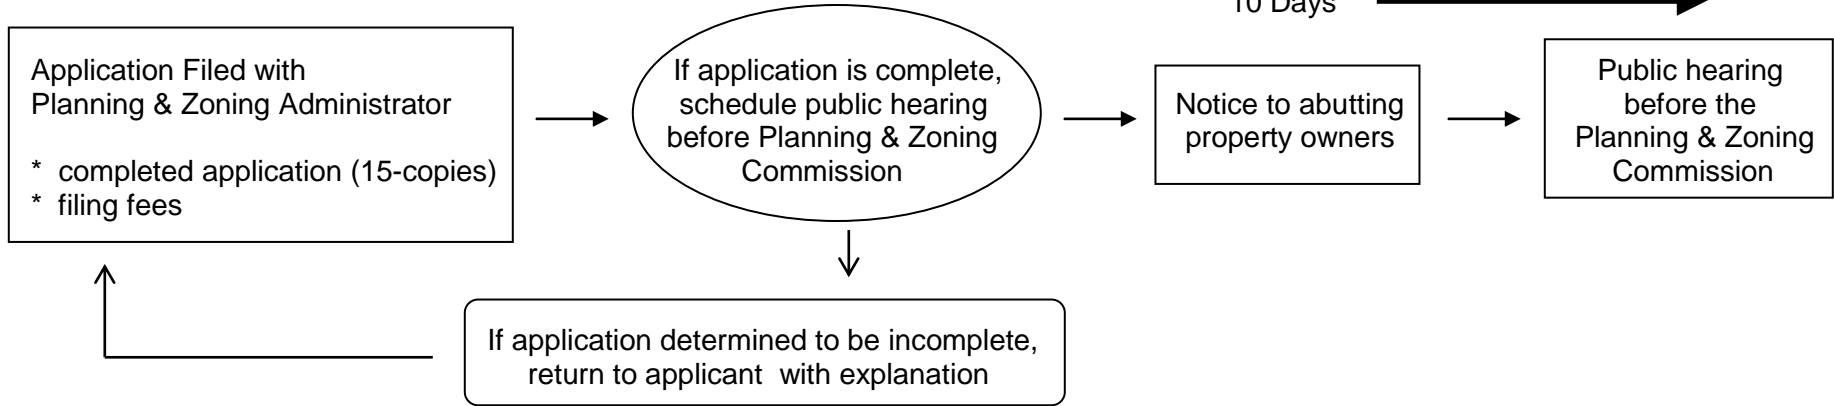 10 Days
Application Filed with
Planning & Zoning Administrator
* completed application (15-copies)
* filing fees
If application is complete,
schedule public hearing
before Planning & Zoning
Commission
Notice to abutting
property owners
Public hearing
before the
Planning & Zoning
Commission
If application determined to be incomplete,
return to applicant with explanation